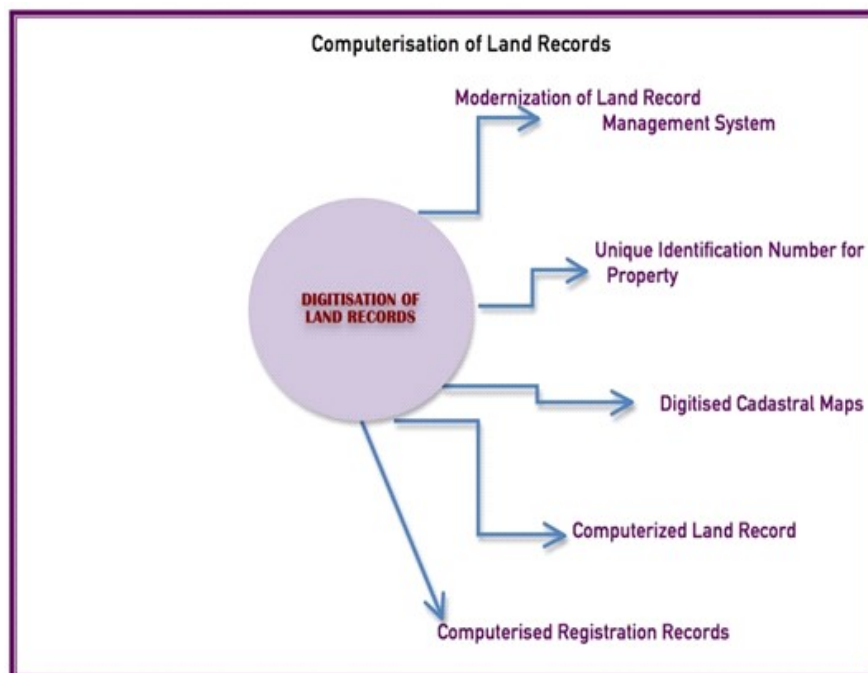 Computerisation of Land Records
Modernization of Land Record
Management System
Unique Identification Number for
Property
DIGITISATION OF
LAND RECORDS
Digitised Cadastral Maps
Computerized Land Record
Computerised Registration Records